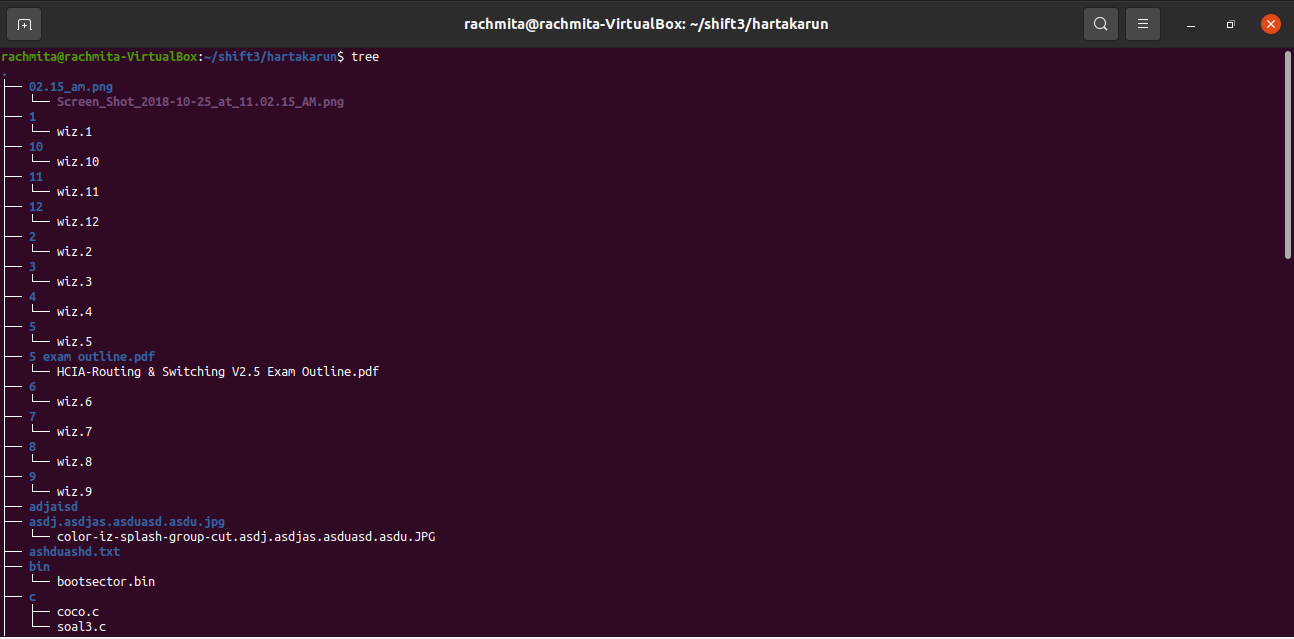 rachmita@rachmita-VirtualBox: ~/shift3/hartakarun
rachmita@rachmita-VirtualBox:~/shift3/hartakarun$ tree
.
├── 02.15_am.png
│   └── Screen_Shot_2018-10-25_at_11.02.15_AM.png
├── 1
│   └── wiz.1
├── 10
│   └── wiz.10
├── 11
│   └── wiz.11
├── 12
│   └── wiz.12
├── 2
│   └── wiz.2
├── 3
│   └── wiz.3
├── 4
│   └── wiz.4
├── 5
│   └── wiz.5
├── 5 exam outline.pdf
│   └── HCIA-Routing & Switching V2.5 Exam Outline.pdf
├── 6
│   └── wiz.6
├── 7
│   └── wiz.7
├── 8
│   └── wiz.8
├── 9
│   └── wiz.9
├── adjaisd
├── asdj.asdjas.asduasd.asdu.jpg
│   └── color-iz-splash-group-cut.asdj.asdjas.asduasd.asdu.JPG
├── ashduashd.txt
├── bin
│   └── bootsector.bin
├── c
│   ├── coco.c
│   └── soal3.c